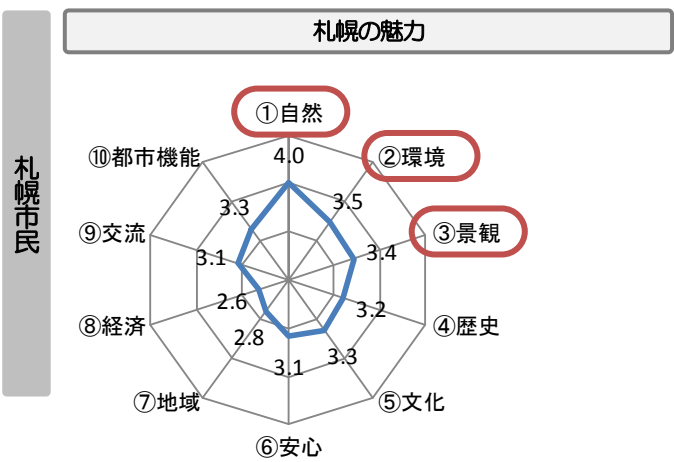 札幌の魅力
札幌市民
①自然
4.0
②環境
3.5
③景観
3.4
④歴史
3.2
⑤文化
3.3
⑥安心
3.1
⑦地域
2.8
⑧経済
2.6
⑨交流
3.1
⑩都市機能
3.3